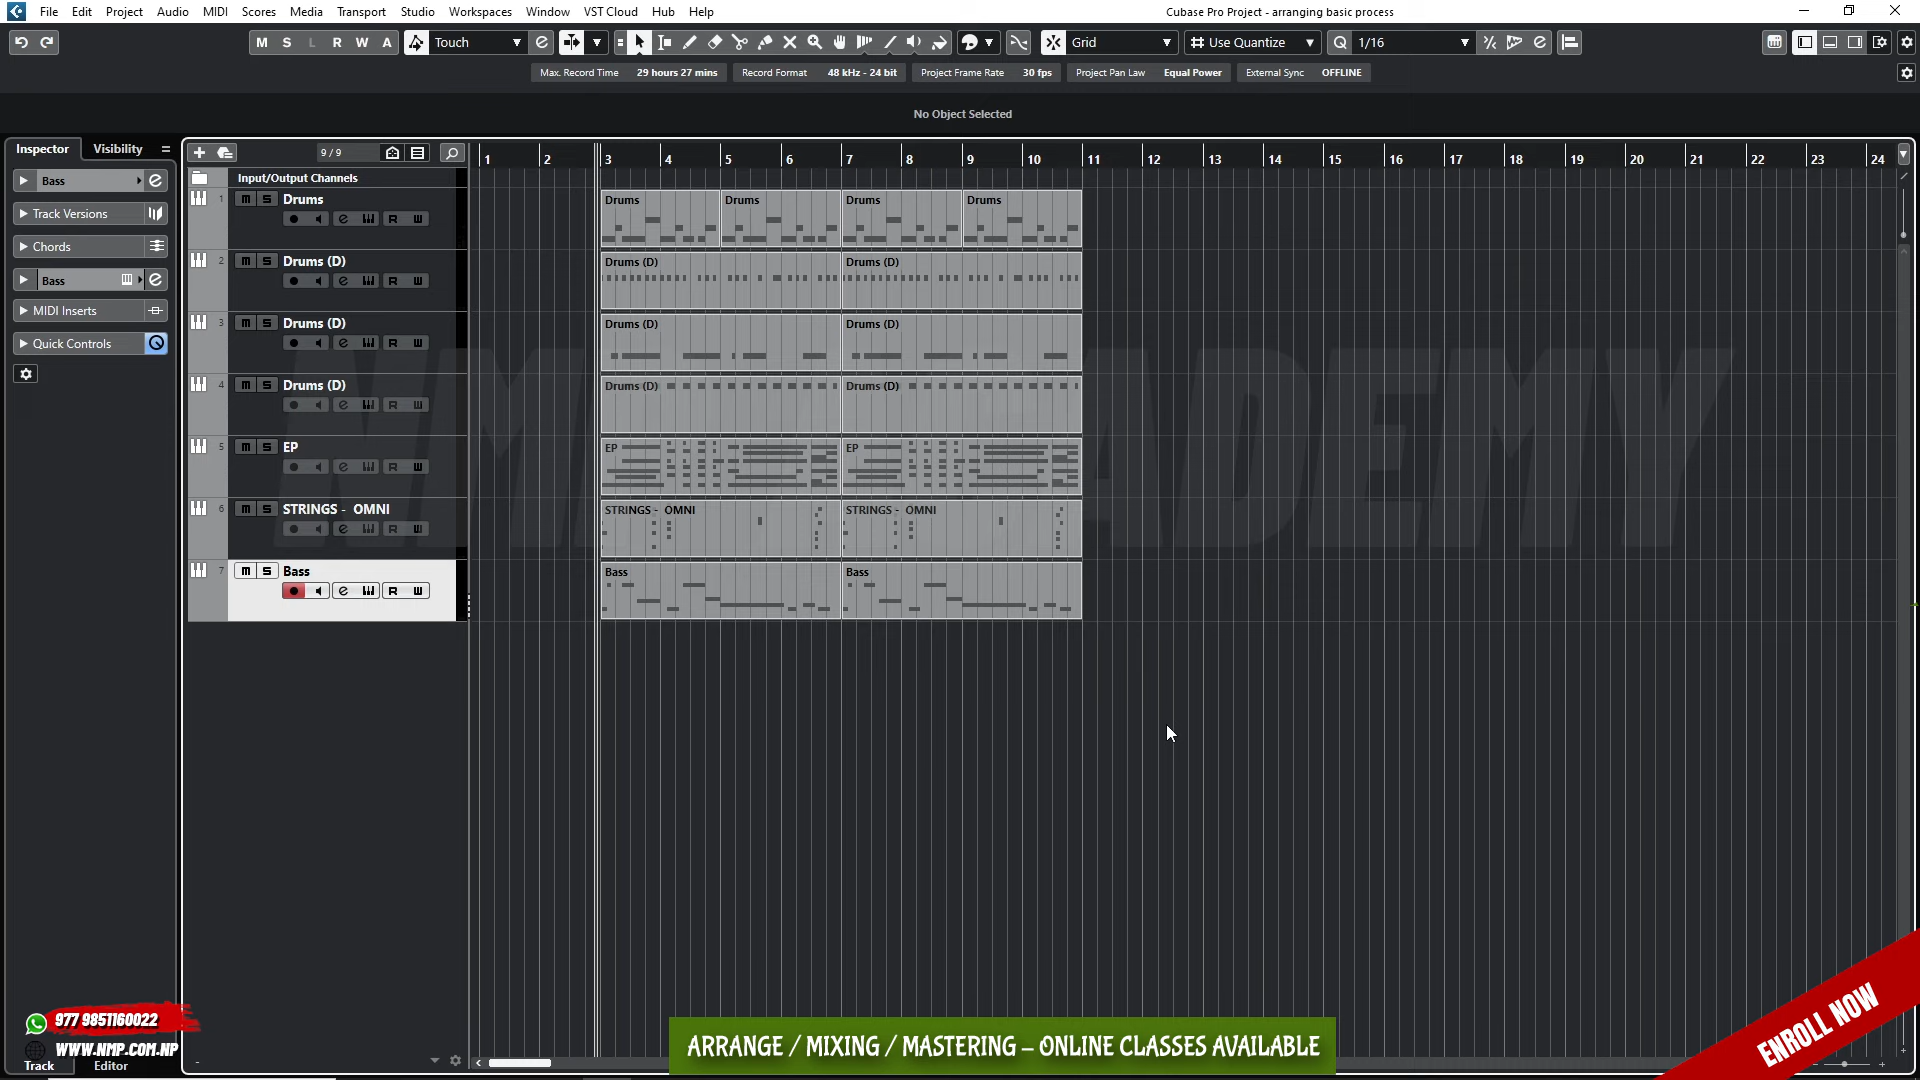 File Edit Project Audio MIDI Scores Media Transport Studio Workspaces Window VST Cloud Hub Help
Cubase Pro Project - arranging basic process
M S L R W A Touch Grid Use Quantize Q 1/16
Max. Record Time 29 hours 27 mins Record Format 48 kHz - 24 bit Project Frame Rate 30 fps Project Pan Law Equal Power External Sync OFFLINE
No Object Selected
Inspector Visibility
9 / 9
1 2 3 4 5 6 7 8 9 10 11 12 13 14 15 16 17 18 19 20 21 22 23 24
Bass
Track Versions
Chords
Bass
MIDI Inserts
Quick Controls
Input/Output Channels
1 m S Drums
R W
Drums Drums Drums Drums
2 m S Drums (D)
R W
Drums (D) Drums (D)
3 m S Drums (D)
R W
Drums (D) Drums (D)
4 m S Drums (D)
R W
Drums (D) Drums (D)
5 m S EP
R W
EP EP
6 m S STRINGS - OMNI
R W
STRINGS - OMNI STRINGS - OMNI
7 m S Bass
R W
Bass Bass
977 9851160022
WWW.NMP.COM.NP
Track Editor
ARRANGE / MIXING / MASTERING – ONLINE CLASSES AVAILABLE
ENROLL NOW